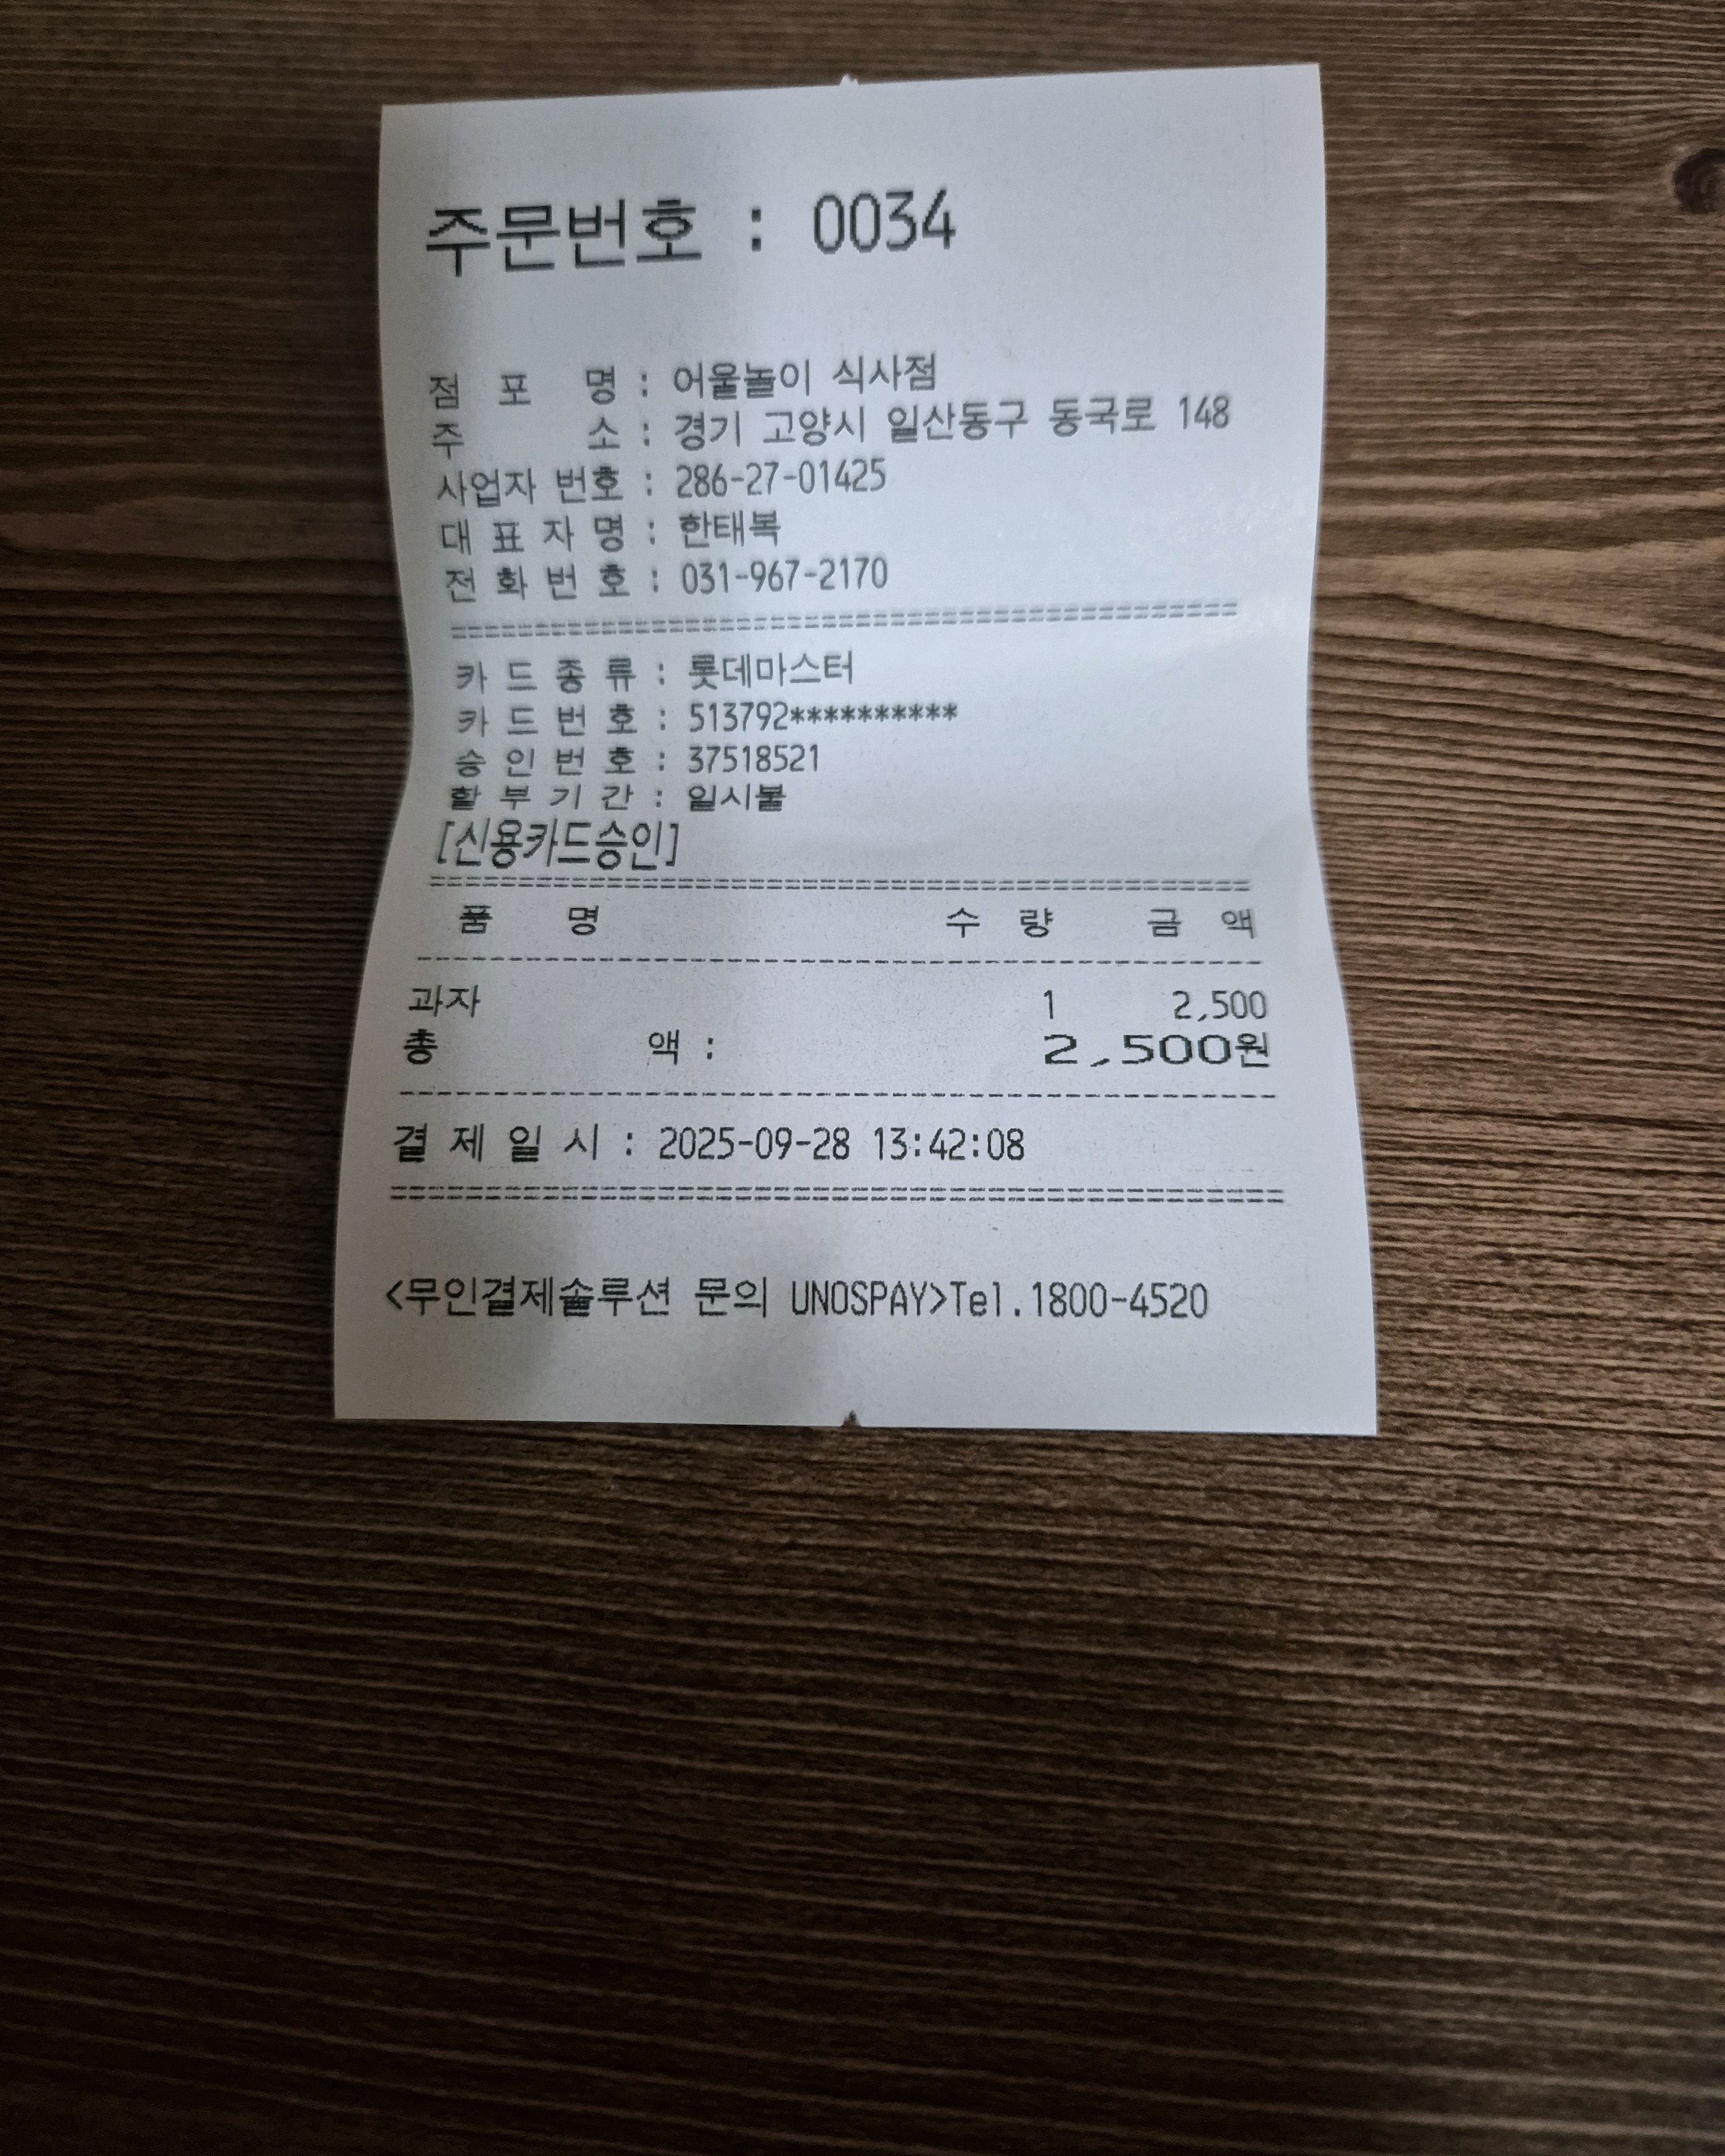 주문번호 : 0034
점 포 명 : 어울놀이 식사점
주 소 : 경기 고양시 일산동구 동국로 148
사업자 번호 : 286-27-01425
대 표 자 명 : 한태복
전 화 번 호 : 031-967-2170
===============================================
카 드 종 류 : 롯데마스터
카 드 번 호 : 513792**********
승 인 번 호 : 37518521
할 부 기 간 : 일시불
[신용카드승인]
===============================================
품 명 수 량 금 액
-----------------------------------------------
과자 1 2,500
총 액 : 2,500원
-----------------------------------------------
결 제 일 시 : 2025-09-28 13:42:08
===============================================
<무인결제솔루션 문의 UNOSPAY>Tel.1800-4520